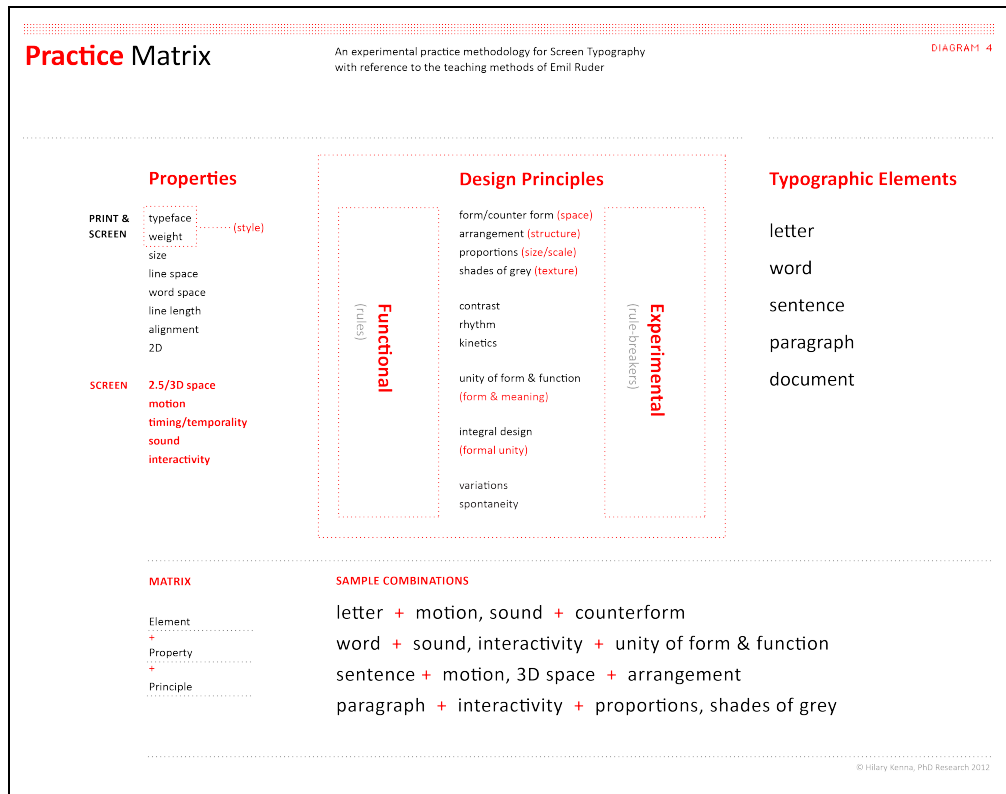 Practice Matrix
An experimental practice methodology for Screen Typography
with reference to the teaching methods of Emil Ruder
DIAGRAM 4
Properties
PRINT &
SCREEN
typeface
weight
(style)
size
line space
word space
line length
alignment
2D
SCREEN
2.5/3D space
motion
timing/temporality
sound
interactivity
Functional
(rules)
Design Principles
form/counter form (space)
arrangement (structure)
proportions (size/scale)
shades of grey (texture)
contrast
rhythm
kinetics
unity of form & function
(form & meaning)
integral design
(formal unity)
variations
spontaneity
Experimental
(rule-breakers)
Typographic Elements
letter
word
sentence
paragraph
document
MATRIX
Element
+
Property
+
Principle
SAMPLE COMBINATIONS
letter + motion, sound + counterform
word + sound, interactivity + unity of form & function
sentence + motion, 3D space + arrangement
paragraph + interactivity + proportions, shades of grey
© Hilary Kenna, PhD Research 2012